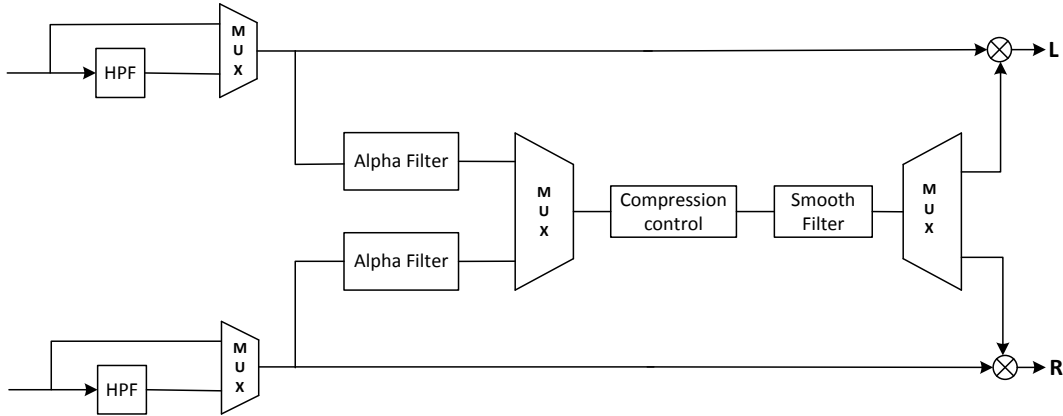 M
U
X
HPF
L
Alpha Filter
M
U
X
Compression
control
Smooth
Filter
M
U
X
Alpha Filter
M
U
X
HPF
R